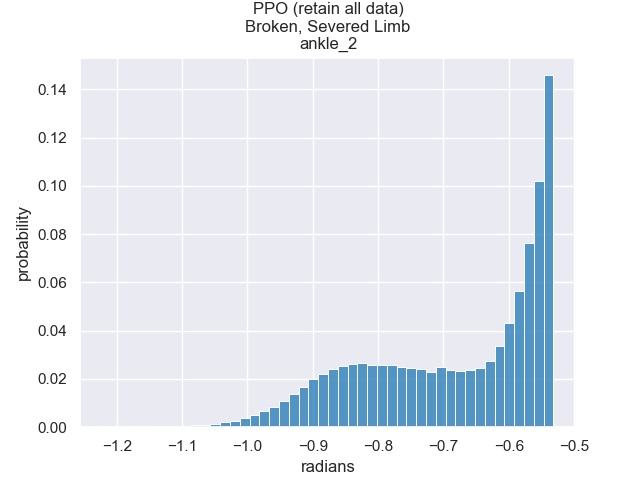 PPO (retain all data)
Broken, Severed Limb
ankle_2
0.14
0.12
0.10
0.08
0.06
0.04
0.02
0.00
probability
−1.2 −1.1 −1.0 −0.9 −0.8 −0.7 −0.6 −0.5
radians